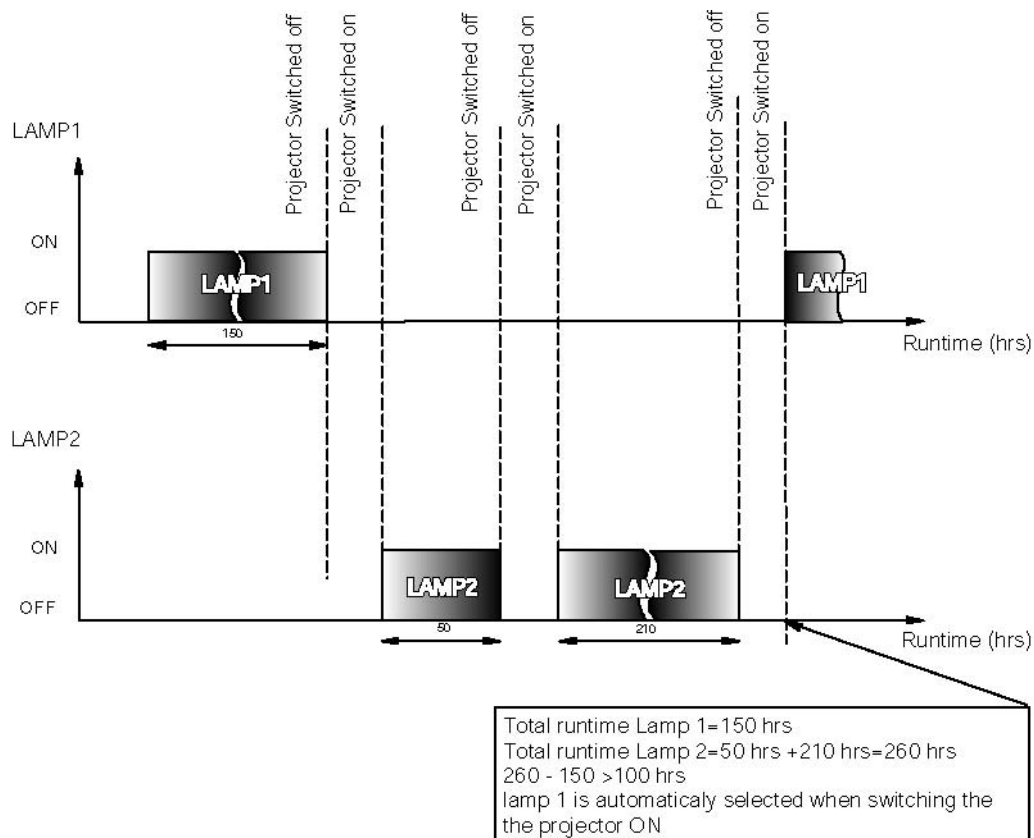 Projector Switched off
Projector Switched on
Projector Switched off
Projector Switched on
Projector Switched off
Projector Switched on
LAMP1
ON
OFF
LAMP1
LAMP1
150
Runtime (hrs)
LAMP2
ON
OFF
LAMP2
LAMP2
50
210
Runtime (hrs)
Total runtime Lamp 1=150 hrs
Total runtime Lamp 2=50 hrs +210 hrs=260 hrs
260 - 150 >100 hrs
lamp 1 is automaticaly selected when switching the
the projector ON